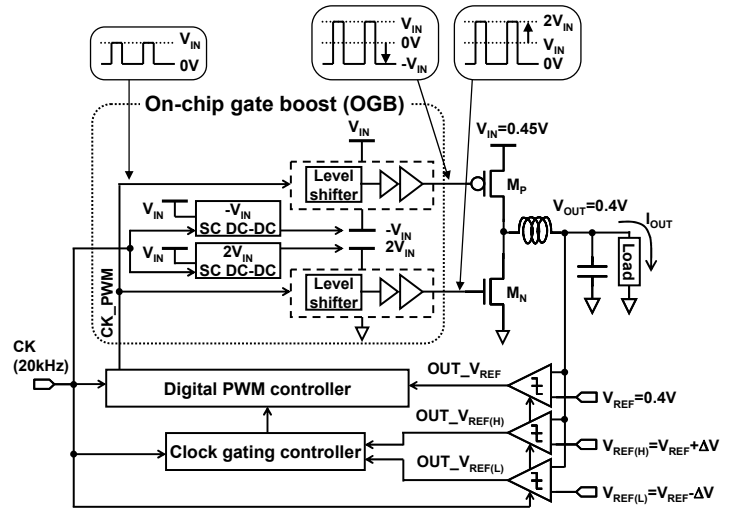 V_IN
0V
V_IN
0V
-V_IN
2V_IN
V_IN
0V
On-chip gate boost (OGB)
V_IN
V_IN=0.45V
Level
shifter
M_P
V_IN
-V_IN
SC DC-DC
-V_IN
2V_IN
V_IN
2V_IN
SC DC-DC
V_OUT=0.4V
I_OUT
Load
Level
shifter
M_N
CK_PWM
CK
(20kHz)
Digital PWM controller
OUT_V_REF
V_REF=0.4V
Clock gating controller
OUT_V_REF(H)
V_REF(H)=V_REF+ΔV
OUT_V_REF(L)
V_REF(L)=V_REF-ΔV